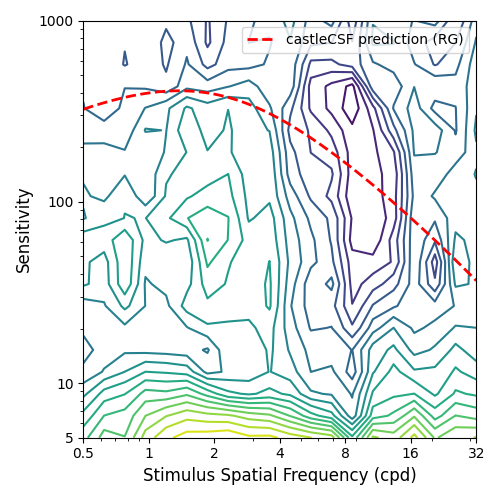 1000
castleCSF prediction (RG)
Sensitivity
100
10
5
0.5 1 2 4 8 16 32
Stimulus Spatial Frequency (cpd)